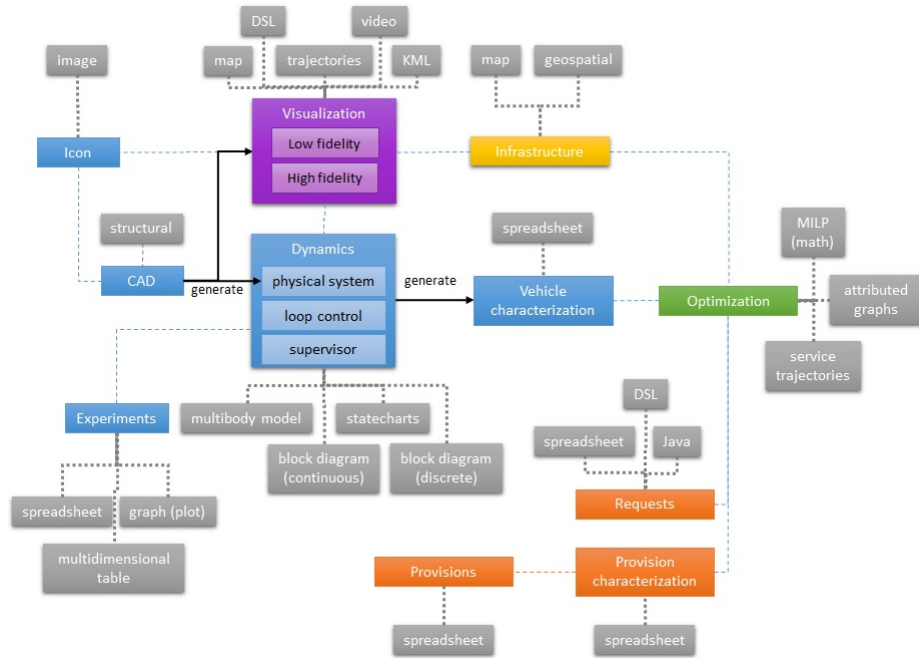 DSL
video
image
map
trajectories
KML
map
geospatial
Visualization
Low fidelity
High fidelity
Icon
Infrastructure
structural
spreadsheet
MILP
(math)
Dynamics
CAD
generate
physical system
generate
Vehicle
characterization
Optimization
attributed
graphs
loop control
supervisor
service
trajectories
DSL
Experiments
multibody model
statecharts
spreadsheet
Java
block diagram
(continuous)
block diagram
(discrete)
spreadsheet
graph (plot)
Requests
multidimensional
table
Provisions
Provision
characterization
spreadsheet
spreadsheet